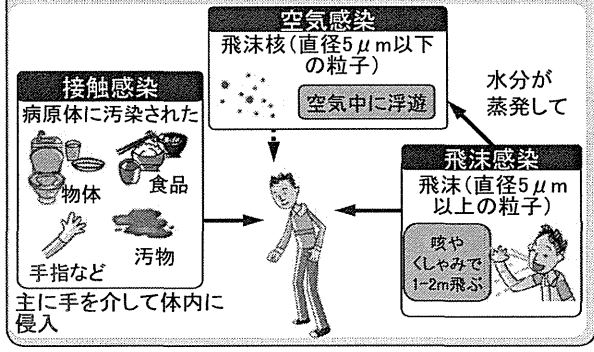 空気感染
飛沫核(直径5μm以下
の粒子)
空気中に浮遊
水分が
蒸発して
接触感染
病原体に汚染された
物体
食品
手指など
汚物
主に手を介して体内に
侵入
飛沫感染
飛沫(直径5μm
以上の粒子)
咳や
くしゃみで
1-2m飛ぶ